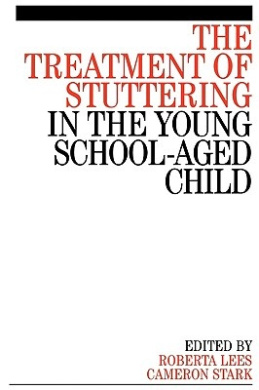 THE
TREATMENT OF
STUTTERING
IN THE YOUNG
SCHOOL-AGED
CHILD
EDITED BY
ROBERTA LEES
CAMERON STARK